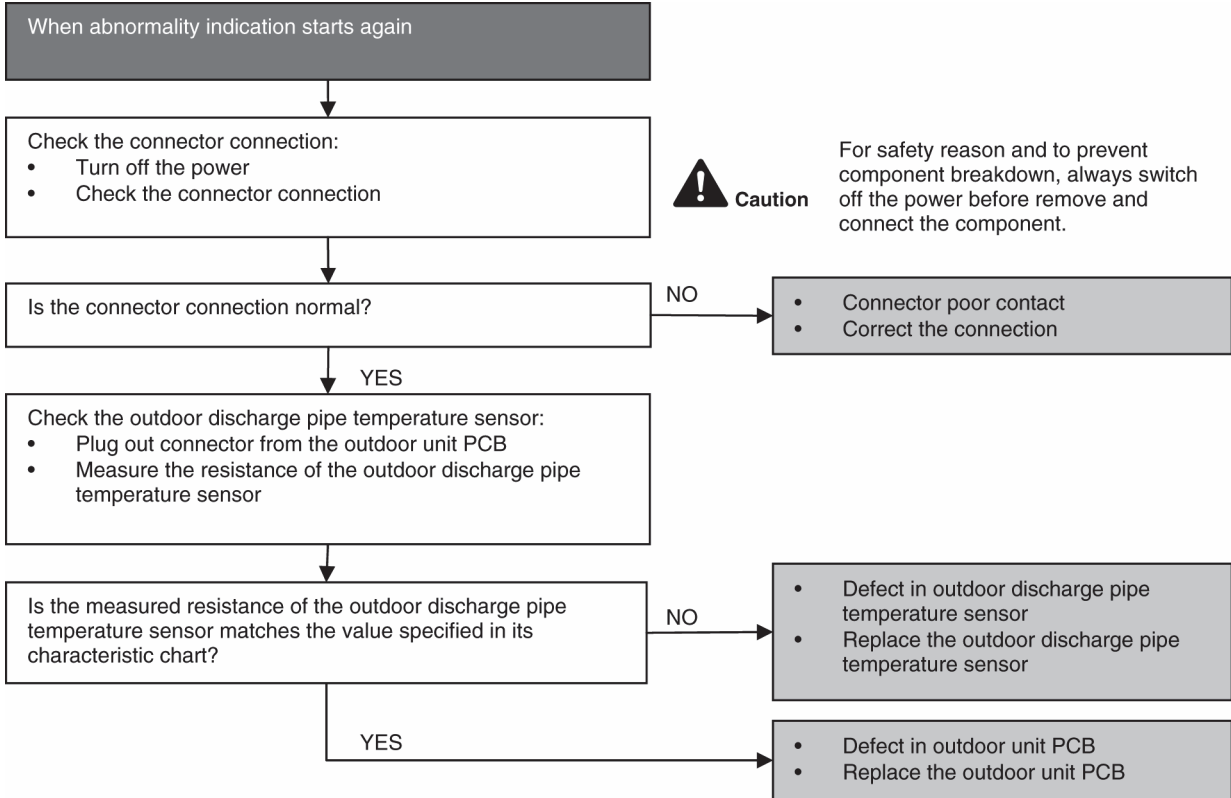 When abnormality indication starts again
Check the connector connection:
• Turn off the power
• Check the connector connection
Caution
For safety reason and to prevent
component breakdown, always switch
off the power before remove and
connect the component.
Is the connector connection normal?
NO
• Connector poor contact
• Correct the connection
YES
Check the outdoor discharge pipe temperature sensor:
• Plug out connector from the outdoor unit PCB
• Measure the resistance of the outdoor discharge pipe
temperature sensor
Is the measured resistance of the outdoor discharge pipe
temperature sensor matches the value specified in its
characteristic chart?
NO
• Defect in outdoor discharge pipe
temperature sensor
• Replace the outdoor discharge pipe
temperature sensor
YES
• Defect in outdoor unit PCB
• Replace the outdoor unit PCB